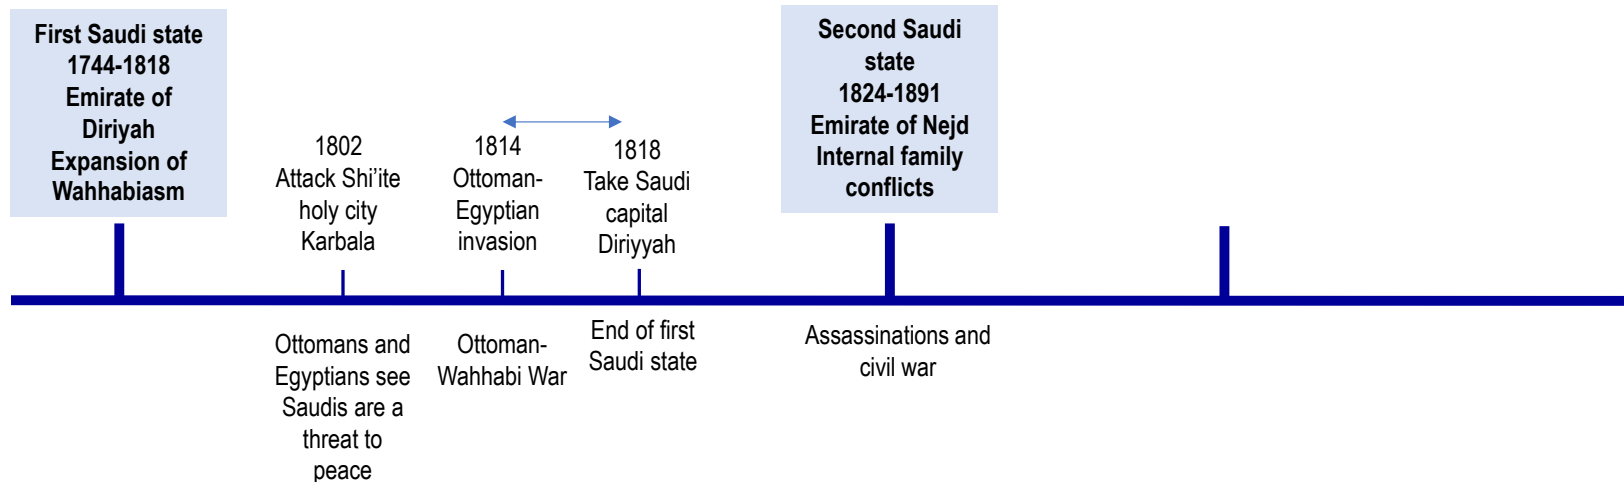 First Saudi state
1744-1818
Emirate of
Diriyah
Expansion of
Wahhabiasm
1802
Attack Shi'ite
holy city
Karbala
1814
Ottoman-
Egyptian
invasion
1818
Take Saudi
capital
Diriyyah
Second Saudi
state
1824-1891
Emirate of Nejd
Internal family
conflicts
Ottomans and
Egyptians see
Saudis are a
threat to
peace
Ottoman-
Wahhabi War
End of first
Saudi state
Assassinations and
civil war